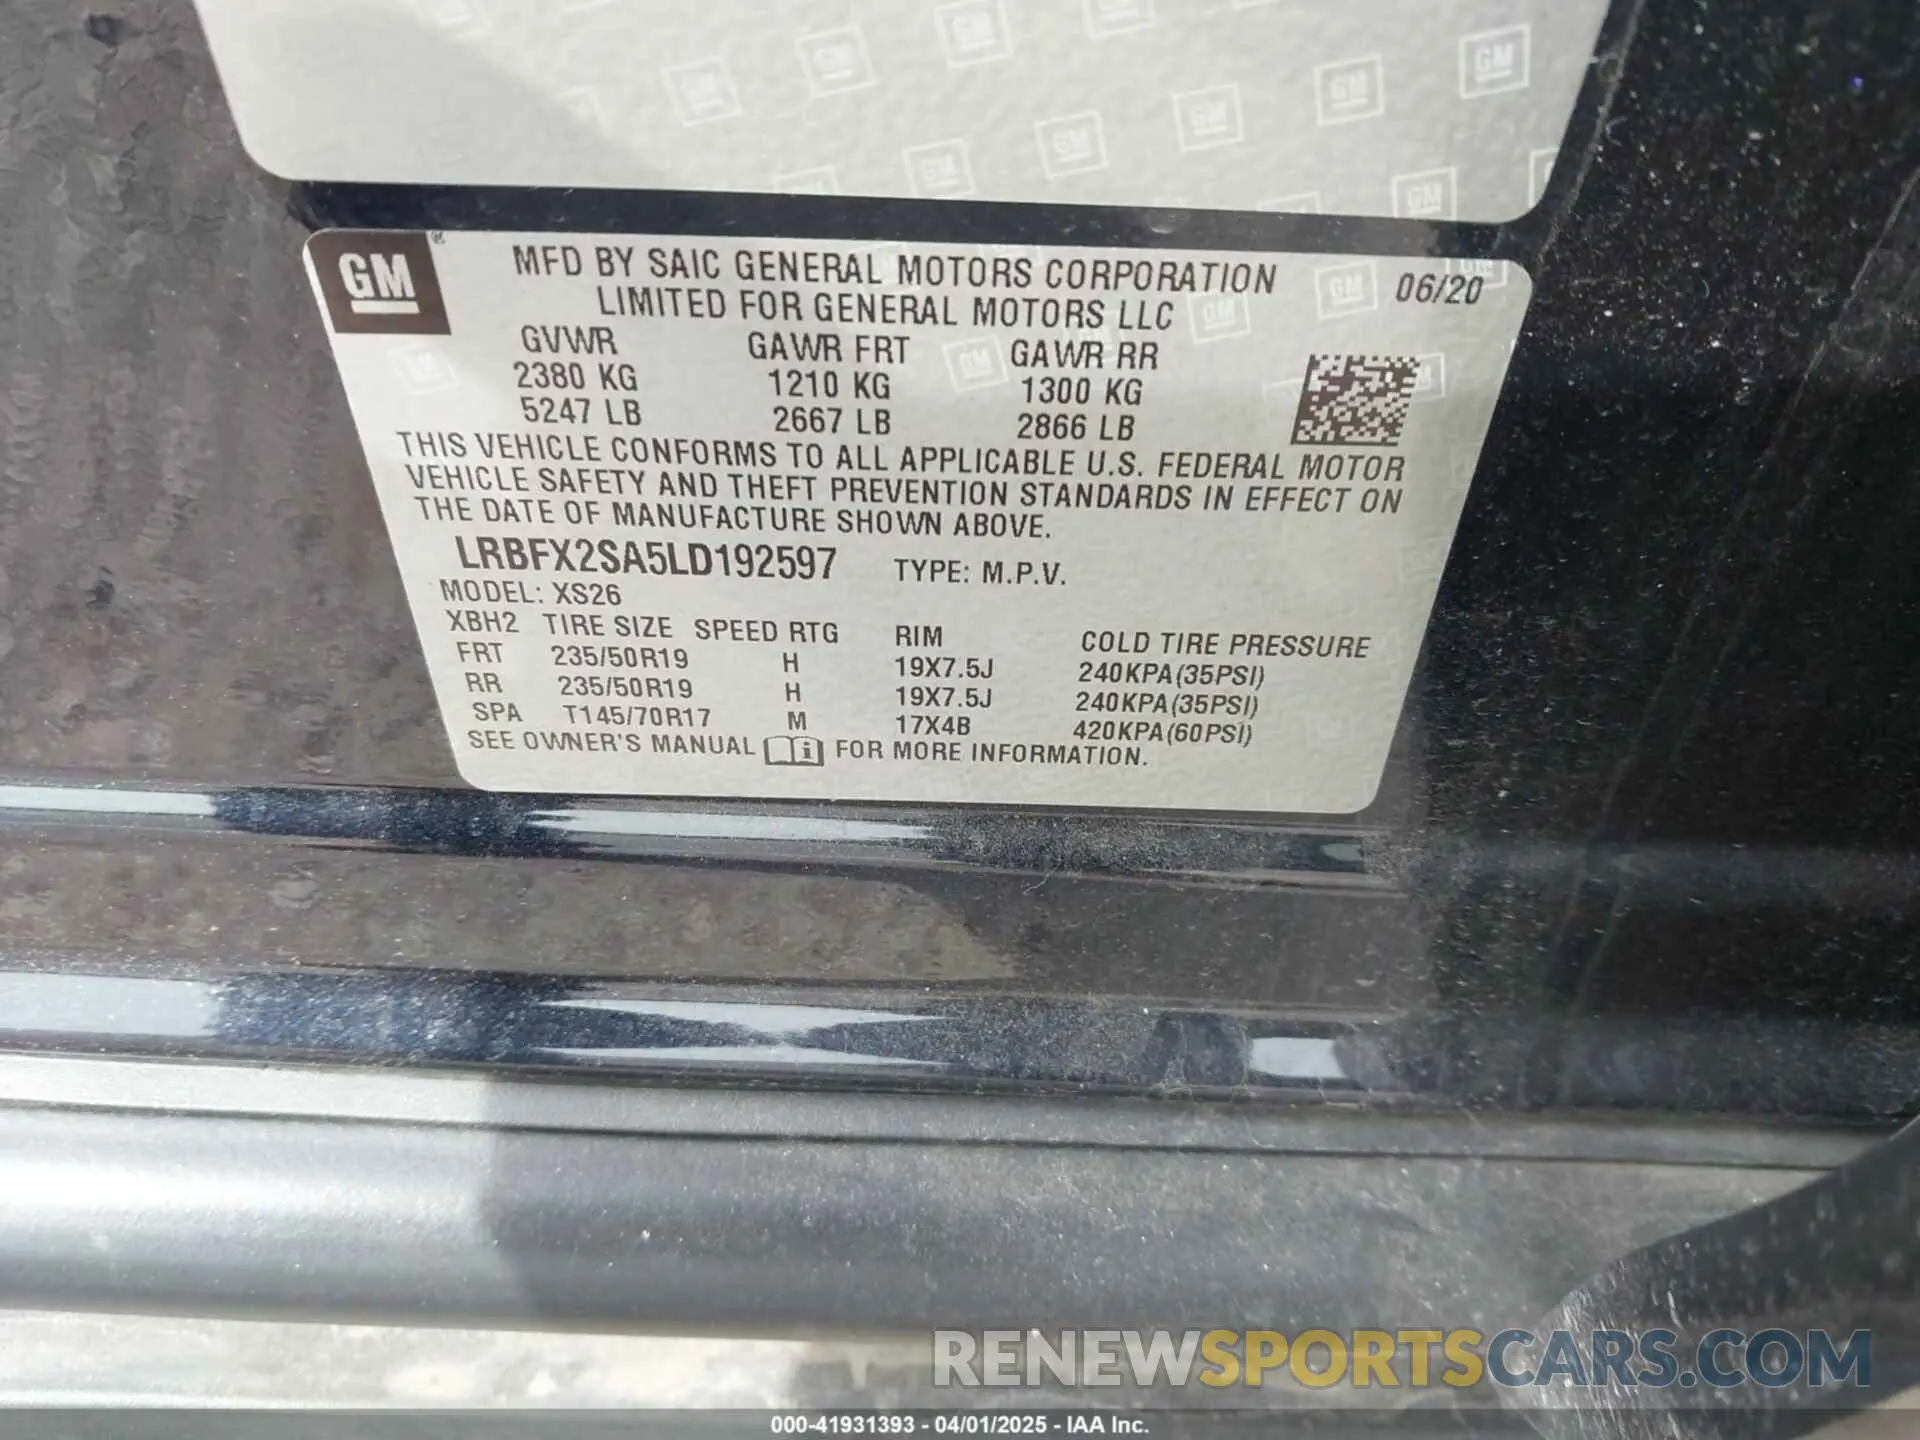 GM ®
MFD BY SAIC GENERAL MOTORS CORPORATION
LIMITED FOR GENERAL MOTORS LLC
06/20
GVWR GAWR FRT GAWR RR
2380 KG 1210 KG 1300 KG
5247 LB 2667 LB 2866 LB
THIS VEHICLE CONFORMS TO ALL APPLICABLE U.S. FEDERAL MOTOR
VEHICLE SAFETY AND THEFT PREVENTION STANDARDS IN EFFECT ON
THE DATE OF MANUFACTURE SHOWN ABOVE.
LRBFX2SA5LD192597 TYPE: M.P.V.
MODEL: XS26
XBH2 TIRE SIZE SPEED RTG RIM COLD TIRE PRESSURE
FRT 235/50R19 H 19X7.5J 240KPA(35PSI)
RR 235/50R19 H 19X7.5J 240KPA(35PSI)
SPA T145/70R17 M 17X4B 420KPA(60PSI)
SEE OWNER'S MANUAL FOR MORE INFORMATION.
RENEWSPORTSCARS.COM
000-41931393 - 04/01/2025 - IAA Inc.